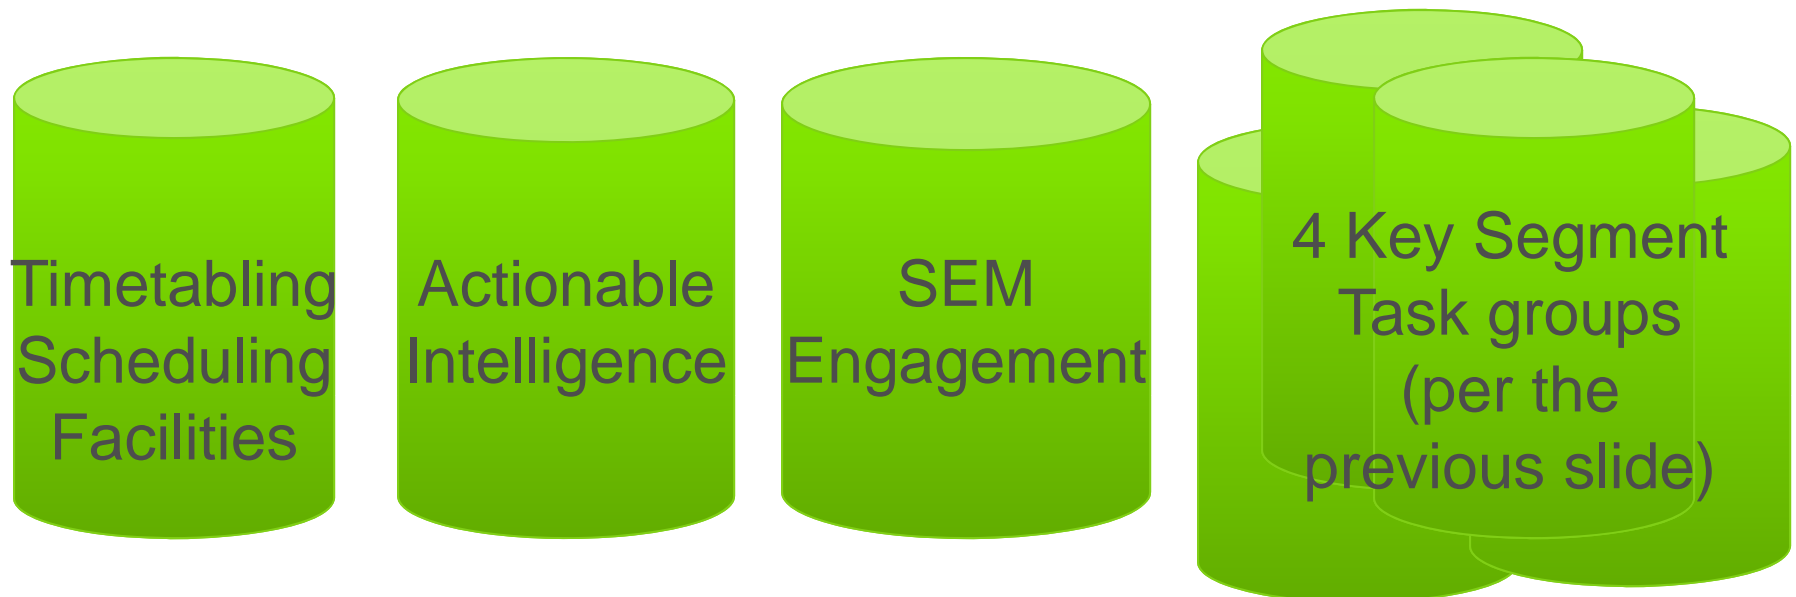 Timetabling
Scheduling
Facilities
Actionable
Intelligence
SEM
Engagement
4 Key Segment
Task groups
(per the
previous slide)